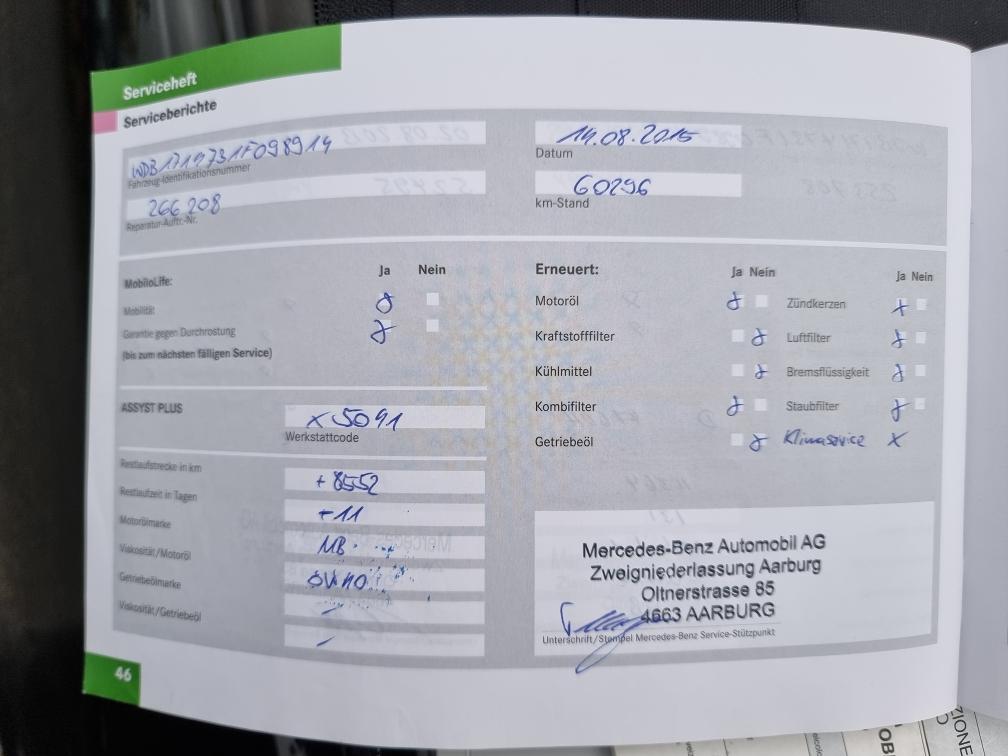 Serviceheft
Serviceberichte
WDB1714731F098914
Fahrzeug-Identifikationsnummer
266 208
Reparatur-Auftr.-Nr.
14.08.2015
Datum
60296
km-Stand
Ja Nein
MobiloLife:
Mobilität
Garantie gegen Durchrostung
(bis zum nächsten fälligen Service)
ASSYST PLUS
x5091
Werkstattcode
Restlaufstrecke in km +8552
Restlaufzeit in Tagen +11
Motorölmarke MB
Viskosität/Motoröl
Getriebeölmarke -
Viskosität/Getriebeöl -
Erneuert: Ja Nein Ja Nein
Motoröl Zündkerzen x
Kraftstofffilter Luftfilter
Kühlmittel Bremsflüssigkeit
Kombifilter Staubfilter
Getriebeöl Klimaservice x
Mercedes-Benz Automobil AG
Zweigniederlassung Aarburg
Oltnerstrasse 85
4663 AARBURG
Unterschrift/Stempel Mercedes-Benz Service-Stützpunkt
46